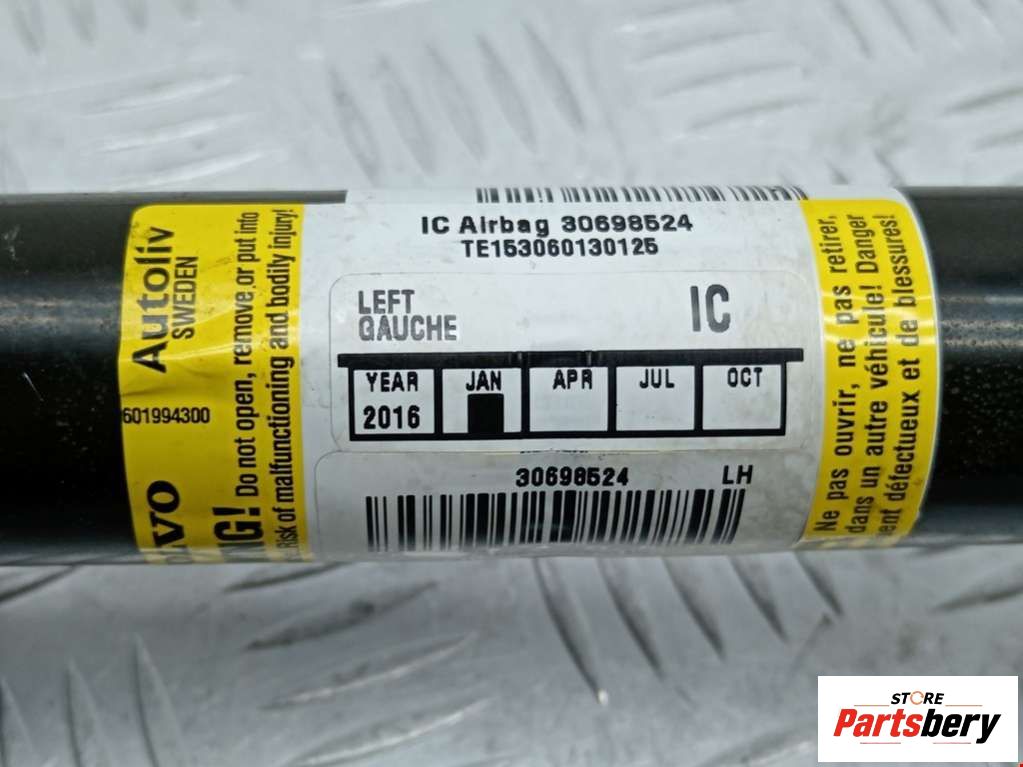 IC Airbag 30698524
TE153060130125
LEFT
GAUCHE
IC
YEAR JAN APR JUL OCT
2016
30698524 LH
Autoliv
SWEDEN
601994300
Do not open, remove,or put into
Risk of malfunctioning and bodily injury!
Ne pas ouvrir, ne pas retirer,
dans un autre véhicule! Danger
défectueux et de blessures!
STORE
Partsbery